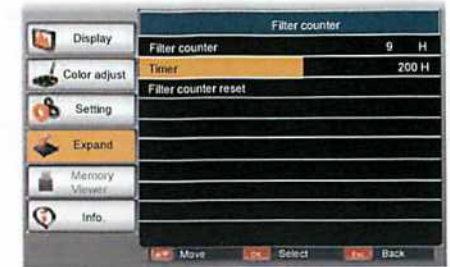 Filter counter
Display
Color adjust
Setting
Expand
Memory Viewer
Info.
Filter counter 9 H
Timer 200 H
Filter counter reset
Move Select Back